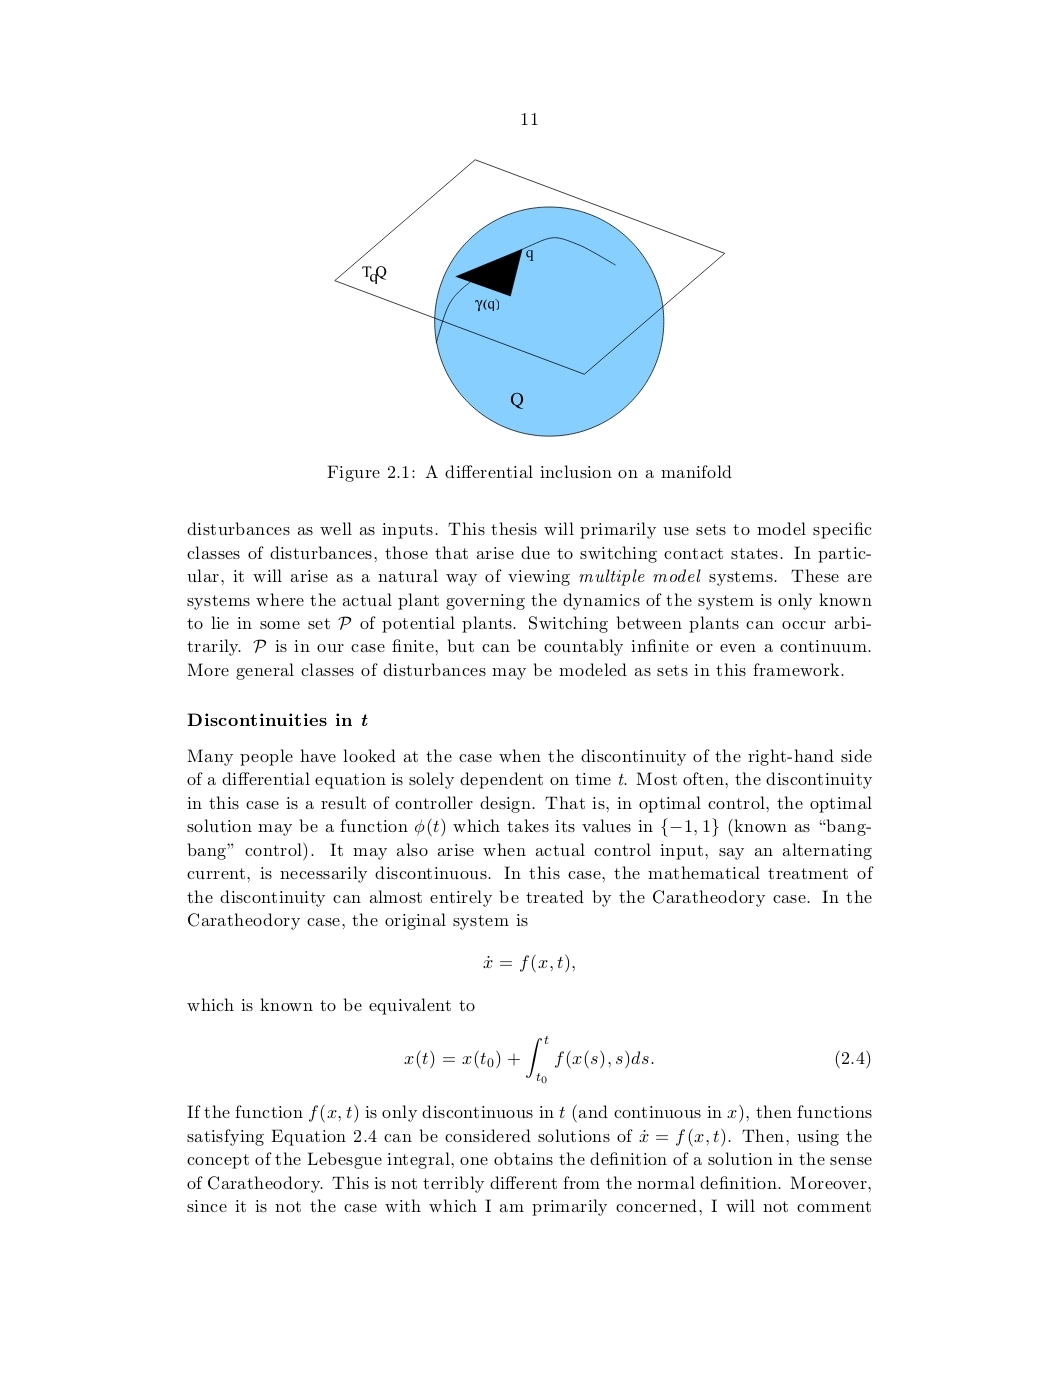 11
q
T_qQ
γ(q)
Q
Figure 2.1: A differential inclusion on a manifold
disturbances as well as inputs. This thesis will primarily use sets to model specific
classes of disturbances, those that arise due to switching contact states. In partic-
ular, it will arise as a natural way of viewing multiple model systems. These are
systems where the actual plant governing the dynamics of the system is only known
to lie in some set 𝒫 of potential plants. Switching between plants can occur arbi-
trarily. 𝒫 is in our case finite, but can be countably infinite or even a continuum.
More general classes of disturbances may be modeled as sets in this framework.
Discontinuities in t
Many people have looked at the case when the discontinuity of the right-hand side
of a differential equation is solely dependent on time t. Most often, the discontinuity
in this case is a result of controller design. That is, in optimal control, the optimal
solution may be a function ϕ(t) which takes its values in {−1, 1} (known as “bang-
bang” control). It may also arise when actual control input, say an alternating
current, is necessarily discontinuous. In this case, the mathematical treatment of
the discontinuity can almost entirely be treated by the Caratheodory case. In the
Caratheodory case, the original system is
ẋ = f(x, t),
which is known to be equivalent to
x(t) = x(t₀) + ∫_{t₀}^{t} f(x(s), s)ds. (2.4)
If the function f(x, t) is only discontinuous in t (and continuous in x), then functions
satisfying Equation 2.4 can be considered solutions of ẋ = f(x, t). Then, using the
concept of the Lebesgue integral, one obtains the definition of a solution in the sense
of Caratheodory. This is not terribly different from the normal definition. Moreover,
since it is not the case with which I am primarily concerned, I will not comment